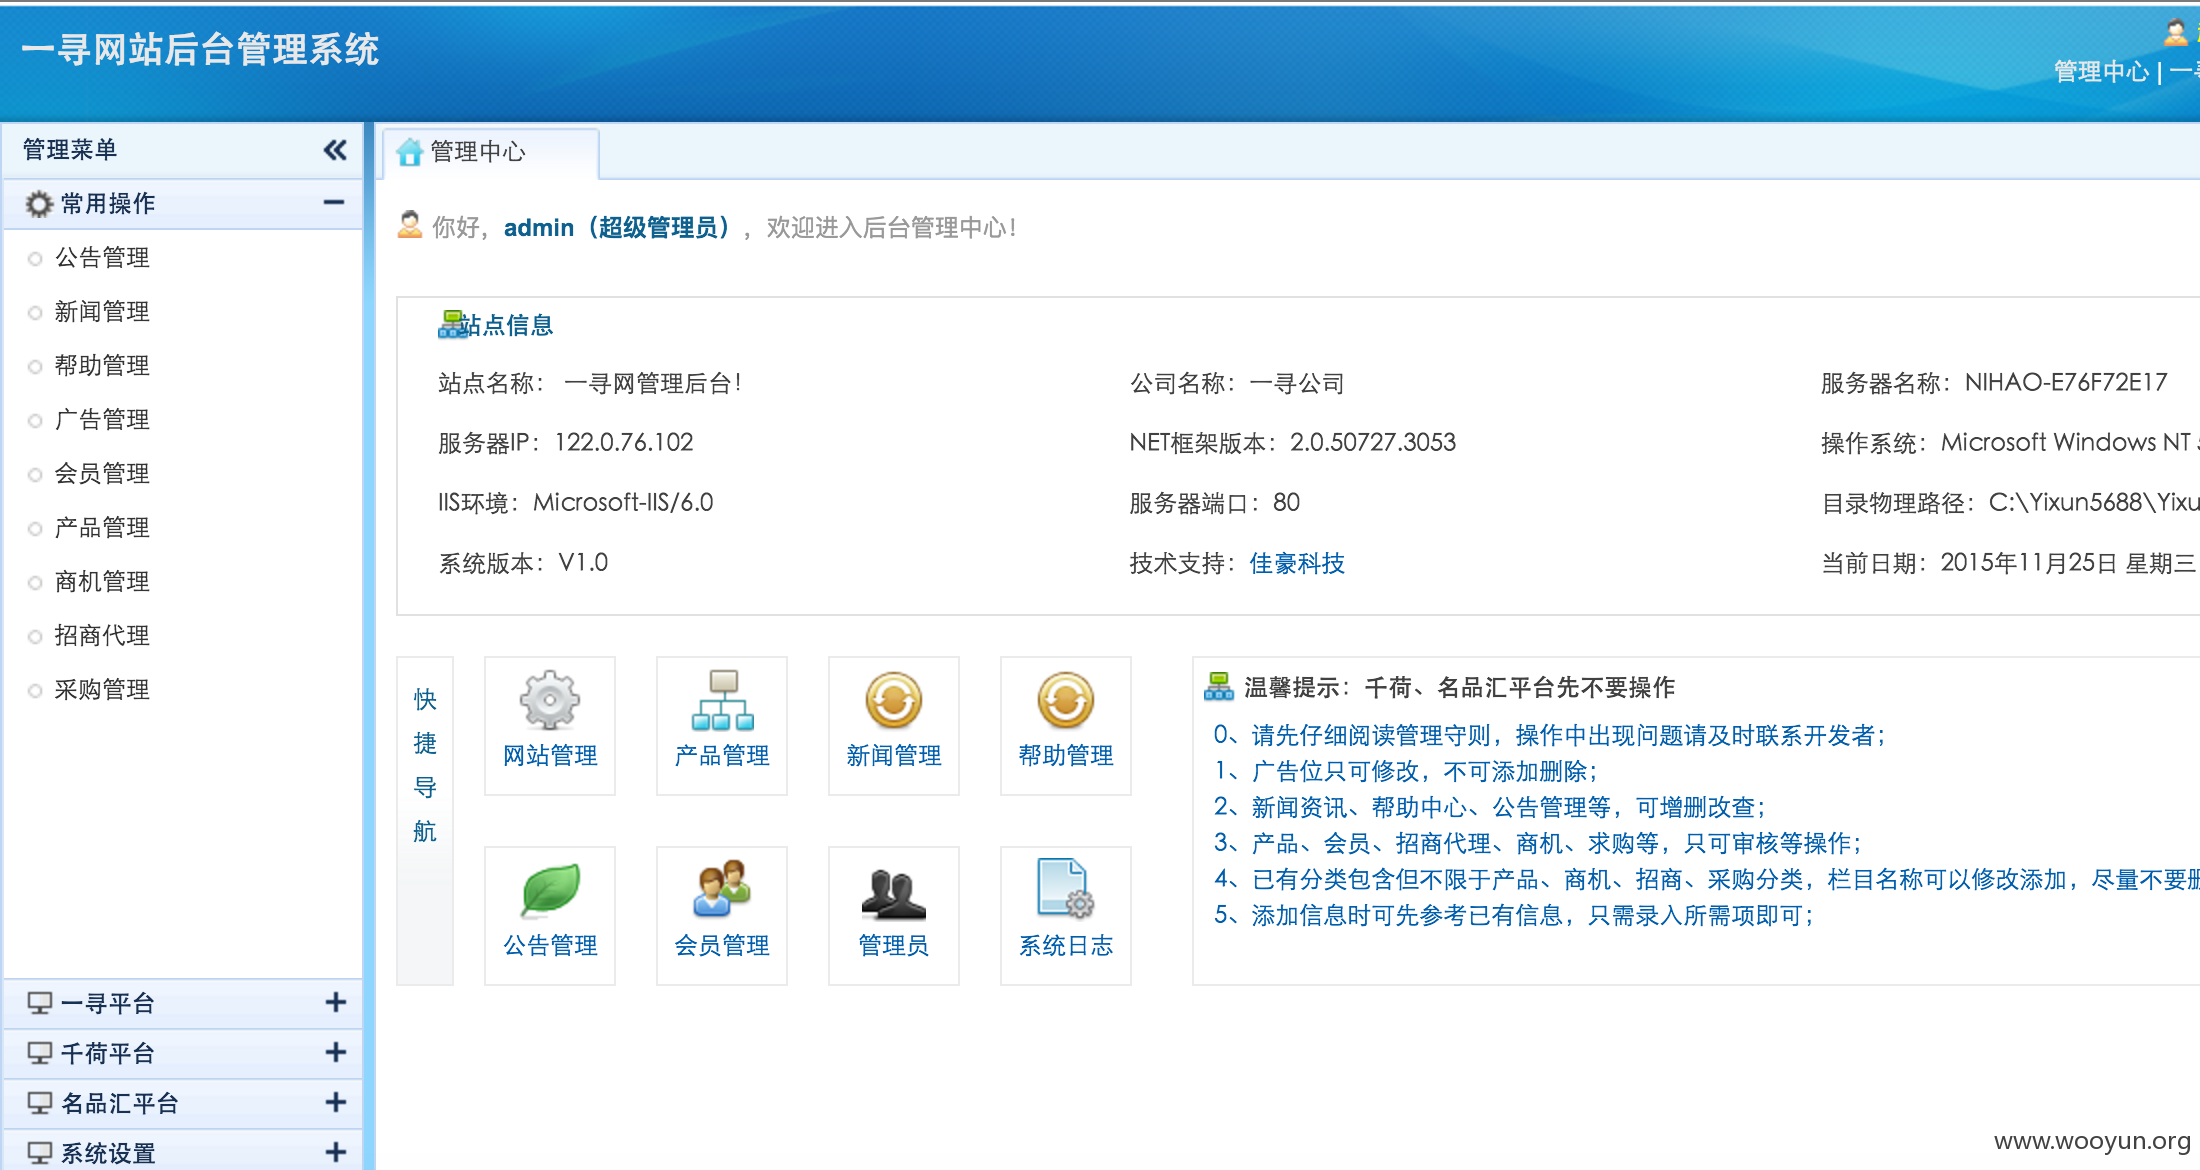 一寻网站后台管理系统
管理中心 | 一寻
管理菜单
常用操作
公告管理
新闻管理
帮助管理
广告管理
会员管理
产品管理
商机管理
招商代理
采购管理
一寻平台
千荷平台
名品汇平台
系统设置
管理中心
你好，admin（超级管理员），欢迎进入后台管理中心！
站点信息
站点名称： 一寻网管理后台！ 公司名称：一寻公司 服务器名称：NIHAO-E76F72E17
服务器IP：122.0.76.102 NET框架版本：2.0.50727.3053 操作系统：Microsoft Windows NT
IIS环境：Microsoft-IIS/6.0 服务器端口：80 目录物理路径：C:\Yixun5688\Yixu
系统版本：V1.0 技术支持：佳豪科技 当前日期：2015年11月25日 星期三
快捷导航
网站管理 产品管理 新闻管理 帮助管理
公告管理 会员管理 管理员 系统日志
温馨提示：千荷、名品汇平台先不要操作
0、请先仔细阅读管理守则，操作中出现问题请及时联系开发者；
1、广告位只可修改，不可添加删除；
2、新闻资讯、帮助中心、公告管理等，可增删改查；
3、产品、会员、招商代理、商机、求购等，只可审核等操作；
4、已有分类包含但不限于产品、商机、招商、采购分类，栏目名称可以修改添加，尽量不要删
5、添加信息时可先参考已有信息，只需录入所需项即可；
www.wooyun.org